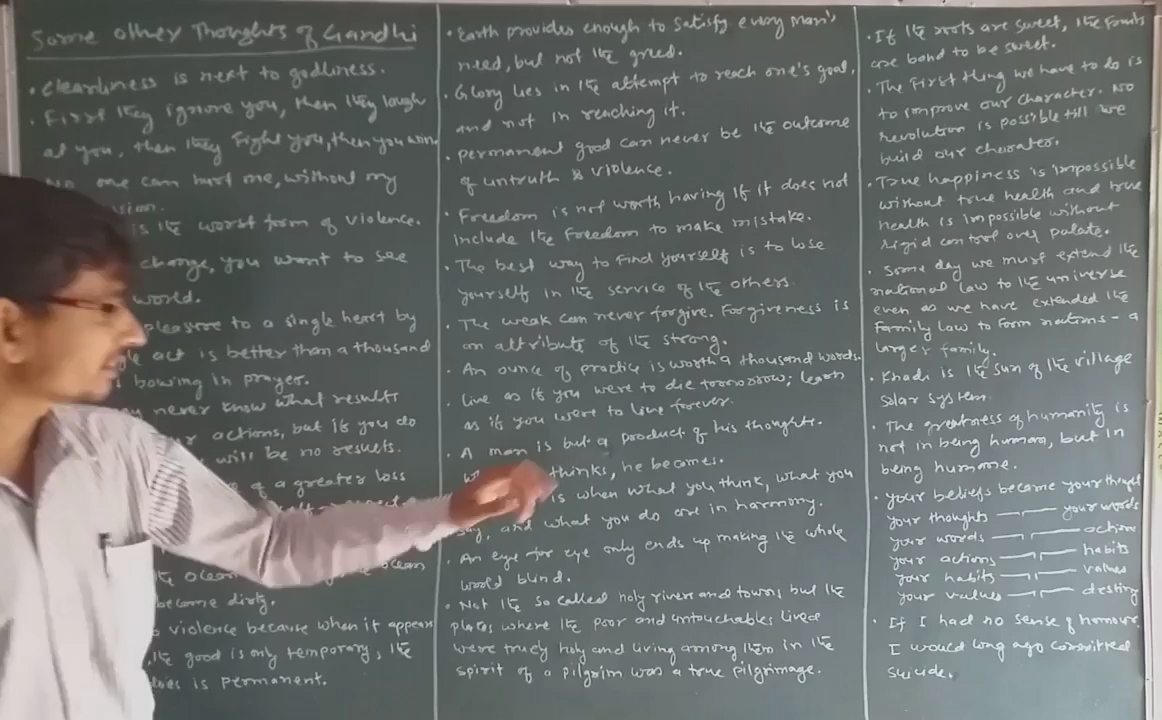 Some other Thoughts of Gandhi
• Cleanliness is next to godliness.
• First they ignore you, then they laugh
at you, then they fight you, then you win.
No one can hurt me, without my
is the worst form of violence.
change, you want to see
world.
pleasure to a single heart by
act is better than a thousand
bowing in prayer.
never know what results
actions, but if you do
will be no results.
of a greater loss
the ocean
become dirty.
violence because when it appears
the good is only temporary, the
does is permanent.
• Earth provides enough to satisfy every man's
need, but not the greed.
• Glory lies in the attempt to reach one's goal,
and not in reaching it.
• permanent good can never be the outcome
of untruth & violence.
• Freedom is not worth having If it does not
include the Freedom to make mistake.
• The best way to find yourself is to lose
yourself in the service of the others.
• The weak can never forgive. Forgiveness is
an attribute of the strong.
• An ounce of practice is worth a thousand words.
• live as if you were to die tomorrow; learn
as if you were to live forever.
• A man is but a product of his thoughts.
thinks, he becomes.
is when what you think, what you
say, and what you do are in harmony.
• An eye for eye only ends up making the whole
world blind.
• Not the so called holy rivers and towns but the
places where the poor and untouchables lived
were truely holy and living among them in the
spirit of a pilgrim was a true pilgrimage.
• If the roots are sweet, the fruits
are bond to be sweet.
• The first thing we have to do is
to improve our character. No
revolution is possible till we
build our charater.
• True happiness is impossible
without true health and true
health is impossible without
rigid control over palate.
• Some day we must extend the
national law to the universe
even as we have extended the
family law to form nations - a
larger family.
• Khadi is the Sun of the village
solar system.
• The greatness of humanity is
not in being human, but in
being humane.
• your beliefs become your thought
your thoughts your words
your words action
your actions habits
your habits values
your values destiny
• If I had no sense of humour,
I would long ago committed
suicide.